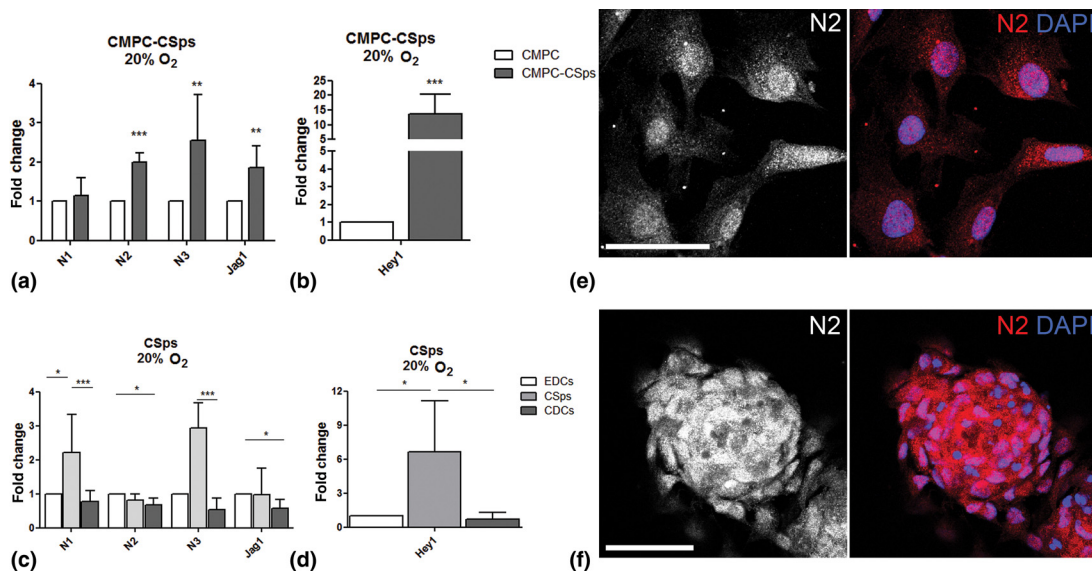 CMPC-CSps
20% O2
Fold change
4
3
2
1
0
***
**
**
N1
N2
N3
Jag1
(a)
CMPC-CSps
20% O2
Fold change
25
20
15
10
5
5
4
3
2
1
0
***
Hey1
CMPC
CMPC-CSps
(b)
N2
N2 DAPI
(e)
CSps
20% O2
Fold change
4
3
2
1
0
*
***
*
***
*
N1
N2
N3
Jag1
(c)
CSps
20% O2
Fold change
12
9
6
3
0
*
*
Hey1
EDCs
CSps
CDCs
(d)
N2
N2 DAPI
(f)